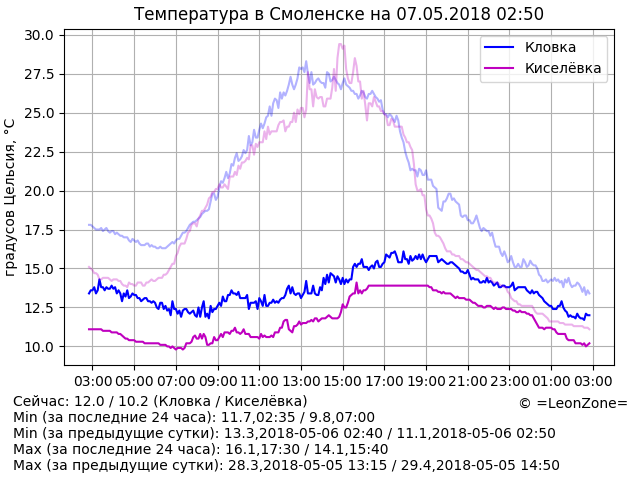 Температура в Смоленске на 07.05.2018 02:50
30.0
27.5
25.0
22.5
20.0
17.5
15.0
12.5
10.0
градусов Цельсия, °C
Кловка
Киселёвка
03:00 05:00 07:00 09:00 11:00 13:00 15:00 17:00 19:00 21:00 23:00 01:00 03:00
Сейчас: 12.0 / 10.2 (Кловка / Киселёвка)
© =LeonZone=
Min (за последние 24 часа): 11.7,02:35 / 9.8,07:00
Min (за предыдущие сутки): 13.3,2018-05-06 02:40 / 11.1,2018-05-06 02:50
Max (за последние 24 часа): 16.1,17:30 / 14.1,15:40
Max (за предыдущие сутки): 28.3,2018-05-05 13:15 / 29.4,2018-05-05 14:50